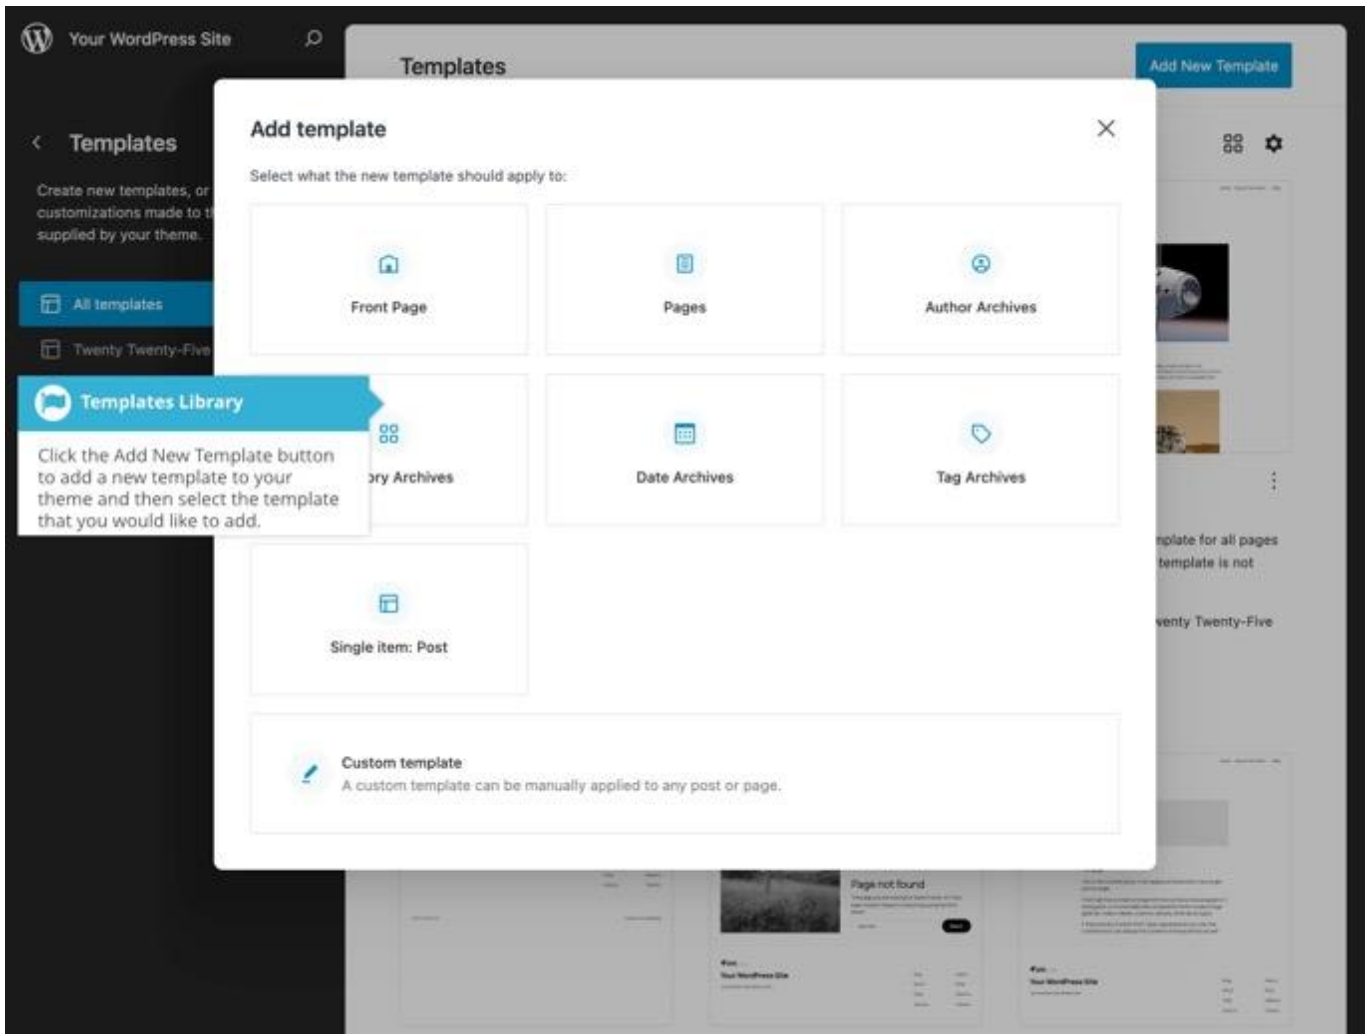 Your WordPress Site
Templates
Add New Template
Templates
Create new templates, or
customizations made to
supplied by your theme.
All templates
Twenty Twenty-Five
Templates Library
Click the Add New Template button
to add a new template to your
theme and then select the template
that you would like to add.
Add template
Select what the new template should apply to:
Front Page
Pages
Author Archives
ory Archives
Date Archives
Tag Archives
Single item: Post
Custom template
A custom template can be manually applied to any post or page.
mplate for all pages
template is not
wenty Twenty-Five
Page not found
Your WordPress Site
Your WordPress Site